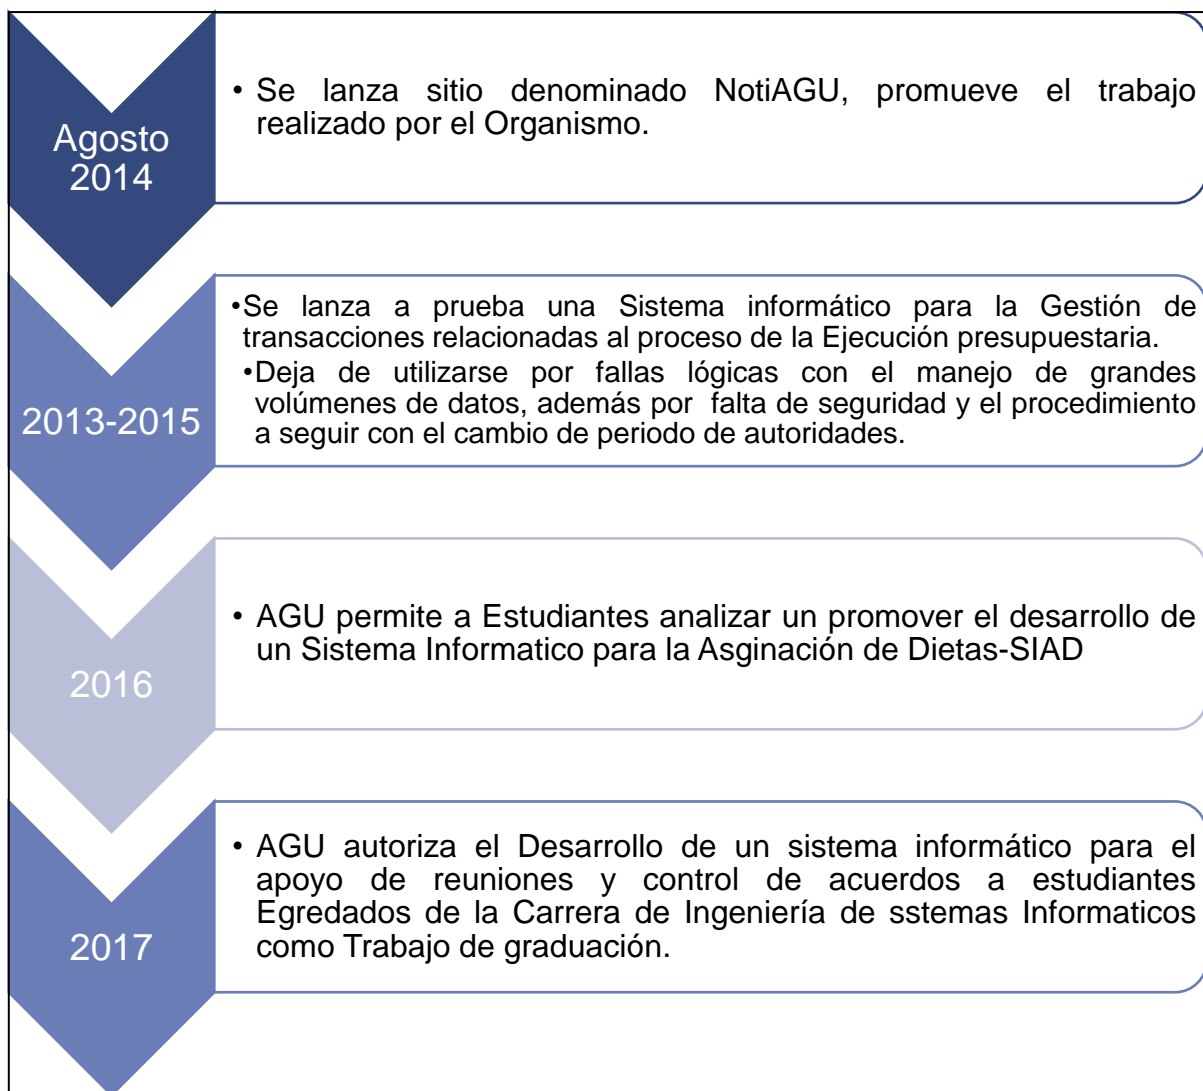 Agosto
2014
• Se lanza sitio denominado NotiAGU, promueve el trabajo
realizado por el Organismo.
2013-2015
•Se lanza a prueba una Sistema informático para la Gestión de
transacciones relacionadas al proceso de la Ejecución presupuestaria.
•Deja de utilizarse por fallas lógicas con el manejo de grandes
volúmenes de datos, además por falta de seguridad y el procedimiento
a seguir con el cambio de periodo de autoridades.
2016
• AGU permite a Estudiantes analizar un promover el desarrollo de
un Sistema Informatico para la Asginación de Dietas-SIAD
2017
• AGU autoriza el Desarrollo de un sistema informático para el
apoyo de reuniones y control de acuerdos a estudiantes
Egredados de la Carrera de Ingeniería de sstemas Informaticos
como Trabajo de graduación.